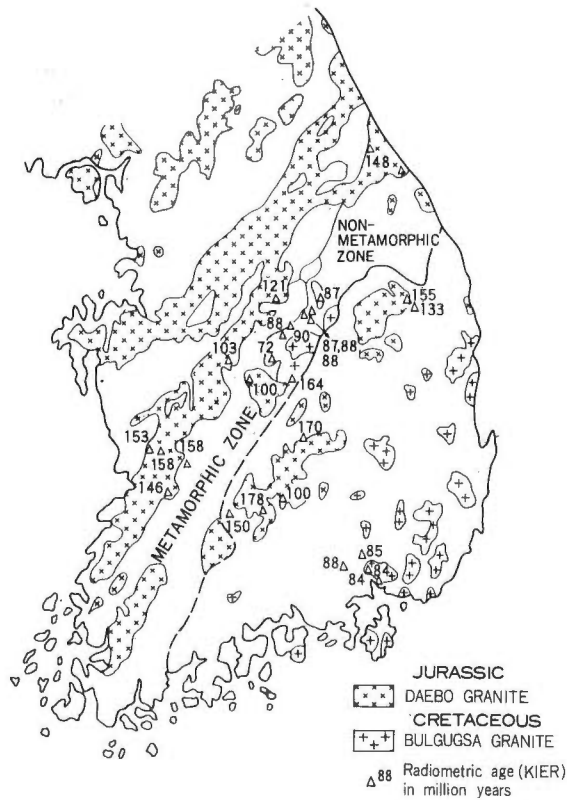 148
NON-
METAMORPHIC
ZONE
121
87
155
133
88
90
103
72
87,88
88
100
164
METAMORPHIC ZONE
153
158
158
170
146
178
100
150
85
88
84
84
JURASSIC
DAEBO GRANITE
CRETACEOUS
BULGUGSA GRANITE
88 Radiometric age (KIER)
in million years